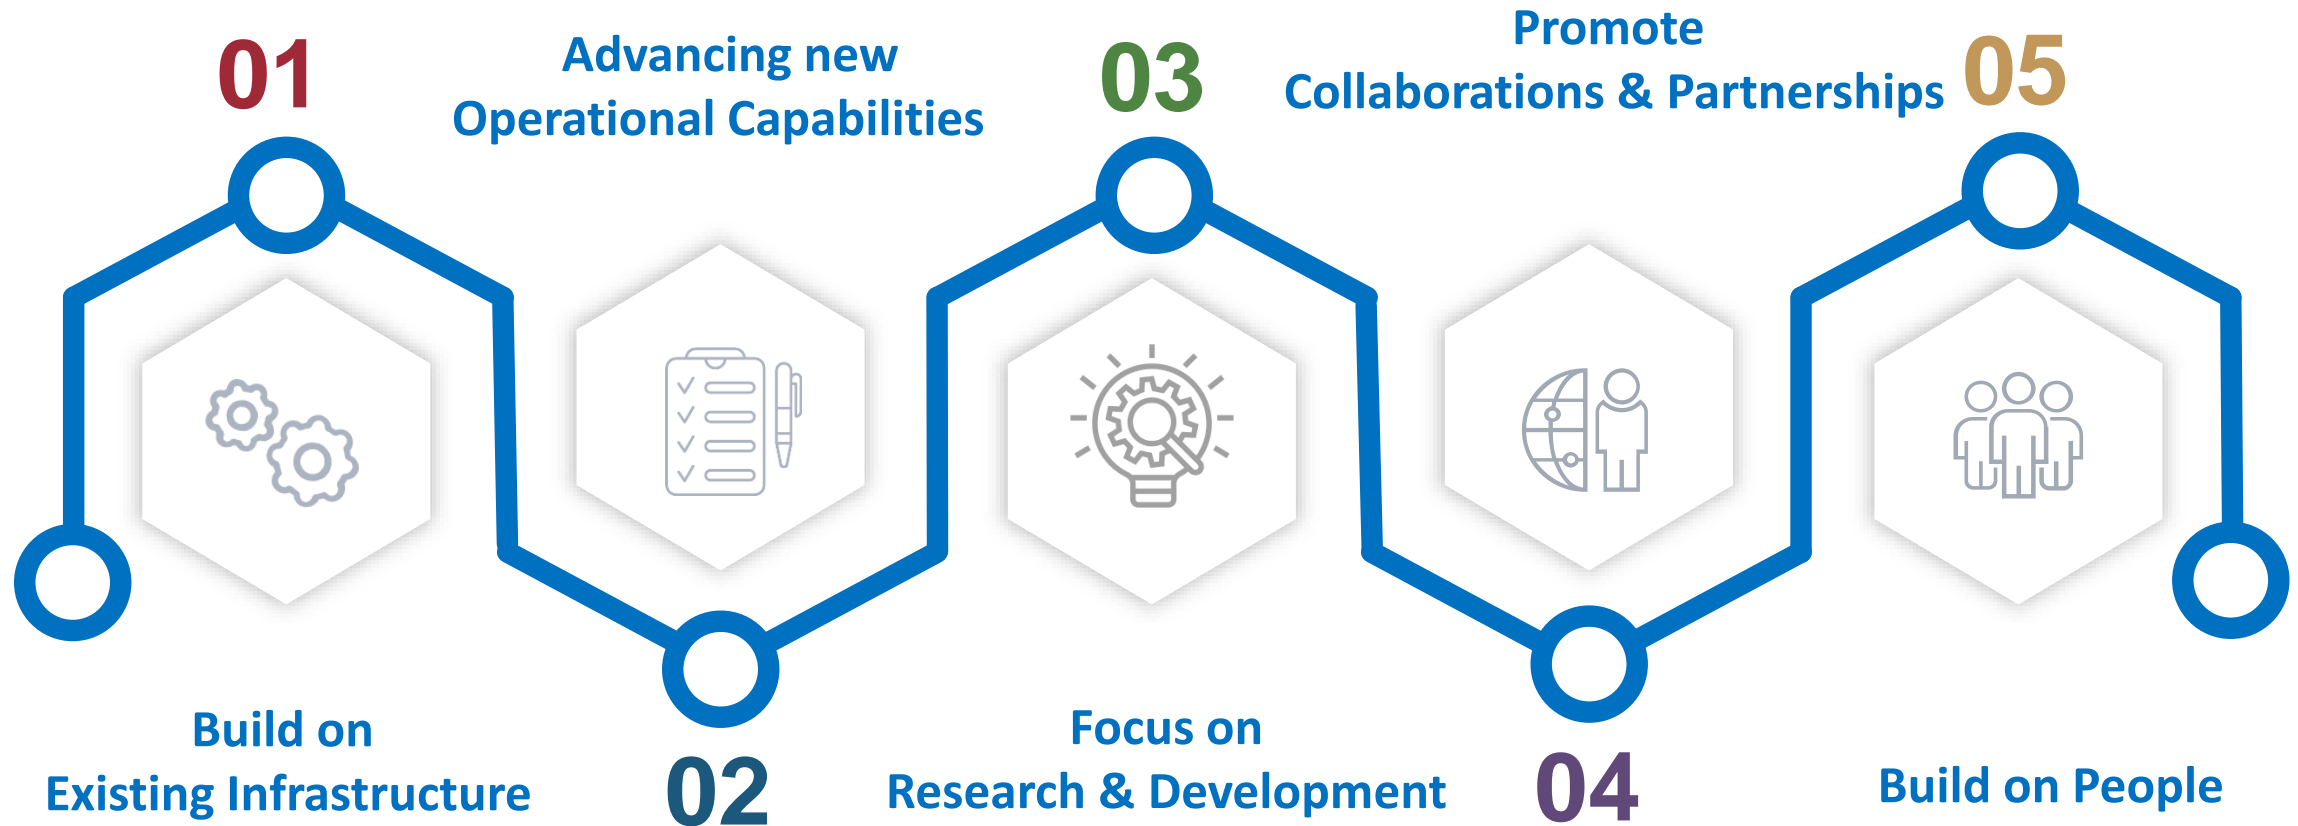 01
Build on
Existing Infrastructure
Advancing new
Operational Capabilities
02
03
Focus on
Research & Development
Promote
Collaborations & Partnerships
04
05
Build on People